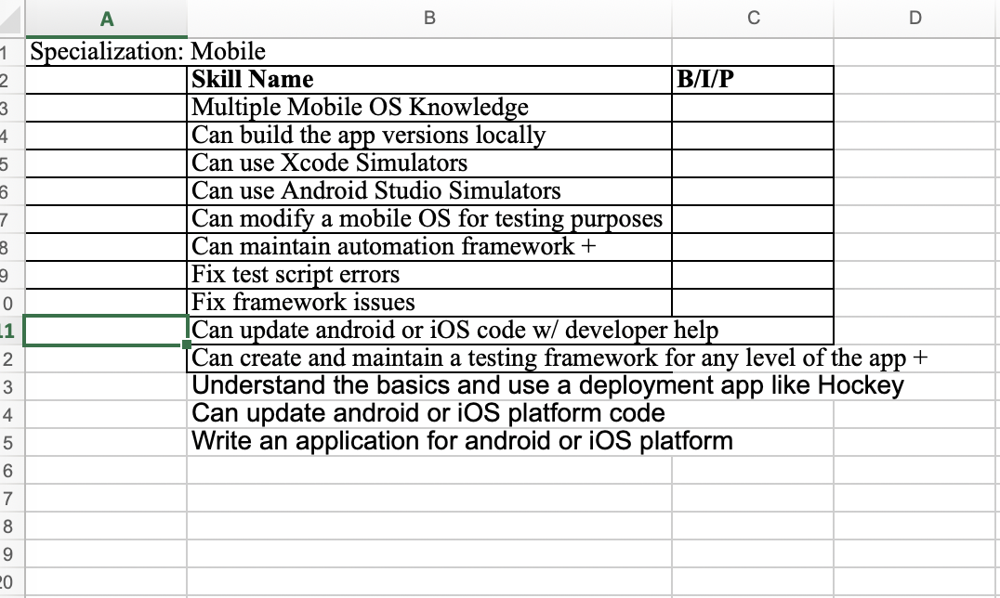 A B C D
1 Specialization: Mobile
2 Skill Name B/I/P
3 Multiple Mobile OS Knowledge
4 Can build the app versions locally
5 Can use Xcode Simulators
6 Can use Android Studio Simulators
7 Can modify a mobile OS for testing purposes
8 Can maintain automation framework +
9 Fix test script errors
0 Fix framework issues
11 Can update android or iOS code w/ developer help
2 Can create and maintain a testing framework for any level of the app +
3 Understand the basics and use a deployment app like Hockey
4 Can update android or iOS platform code
5 Write an application for android or iOS platform
6
7
8
9
20